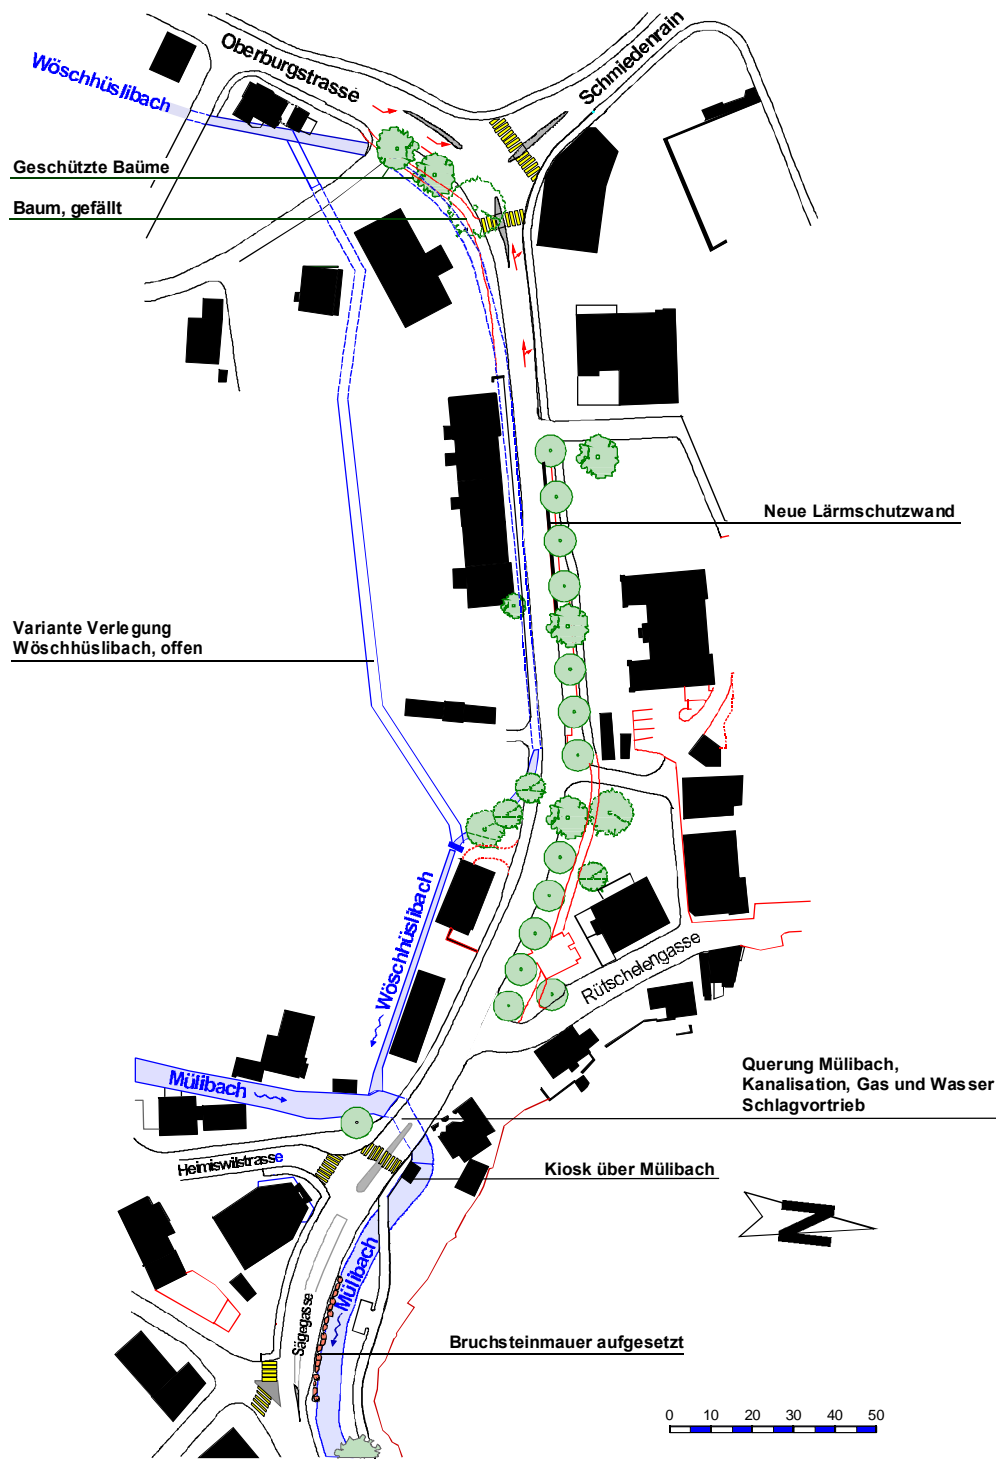 Oberburgstrasse
Schmiedenrain
Wöschhüslibach
Geschützte Baüme
Baum, gefällt
Neue Lärmschutzwand
Variante Verlegung
Wöschhüslibach, offen
Wöschhüslibach
Rütschelengasse
Mülibach
Querung Mülibach,
Kanalisation, Gas und Wasser
Schlagvortrieb
Heimiswilstrasse
Kiosk über Mülibach
N
Mülibach
Sägegasse
Bruchsteinmauer aufgesetzt
0 10 20 30 40 50